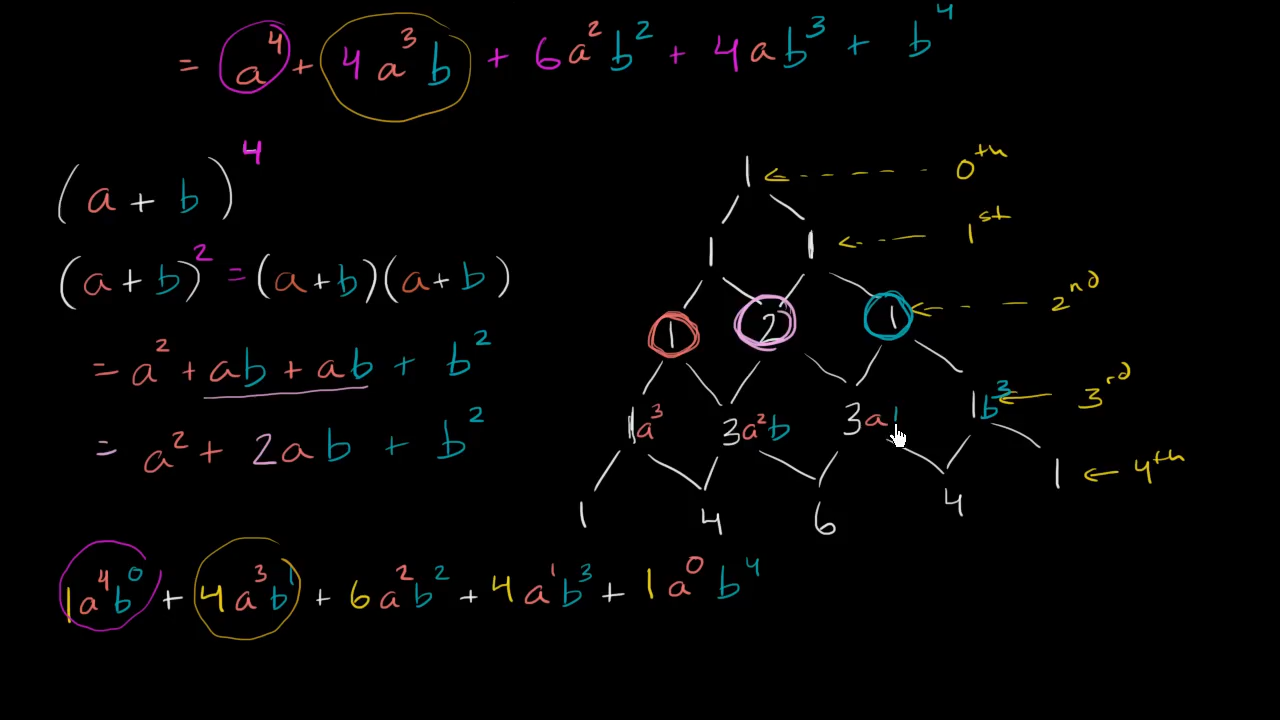 = a⁴ + 4a³b + 6a²b² + 4ab³ + b⁴
(a + b)⁴
(a + b)² = (a+b)(a+b)
= a² + ab + ab + b²
= a² + 2ab + b²
1 0th
1 1 1st
1 2 1 2nd
1a³ 3a²b 3a 1b³ 3rd
1 4 6 4 1 4th
1a⁴b⁰ + 4a³b¹ + 6a²b² + 4a¹b³ + 1a⁰b⁴